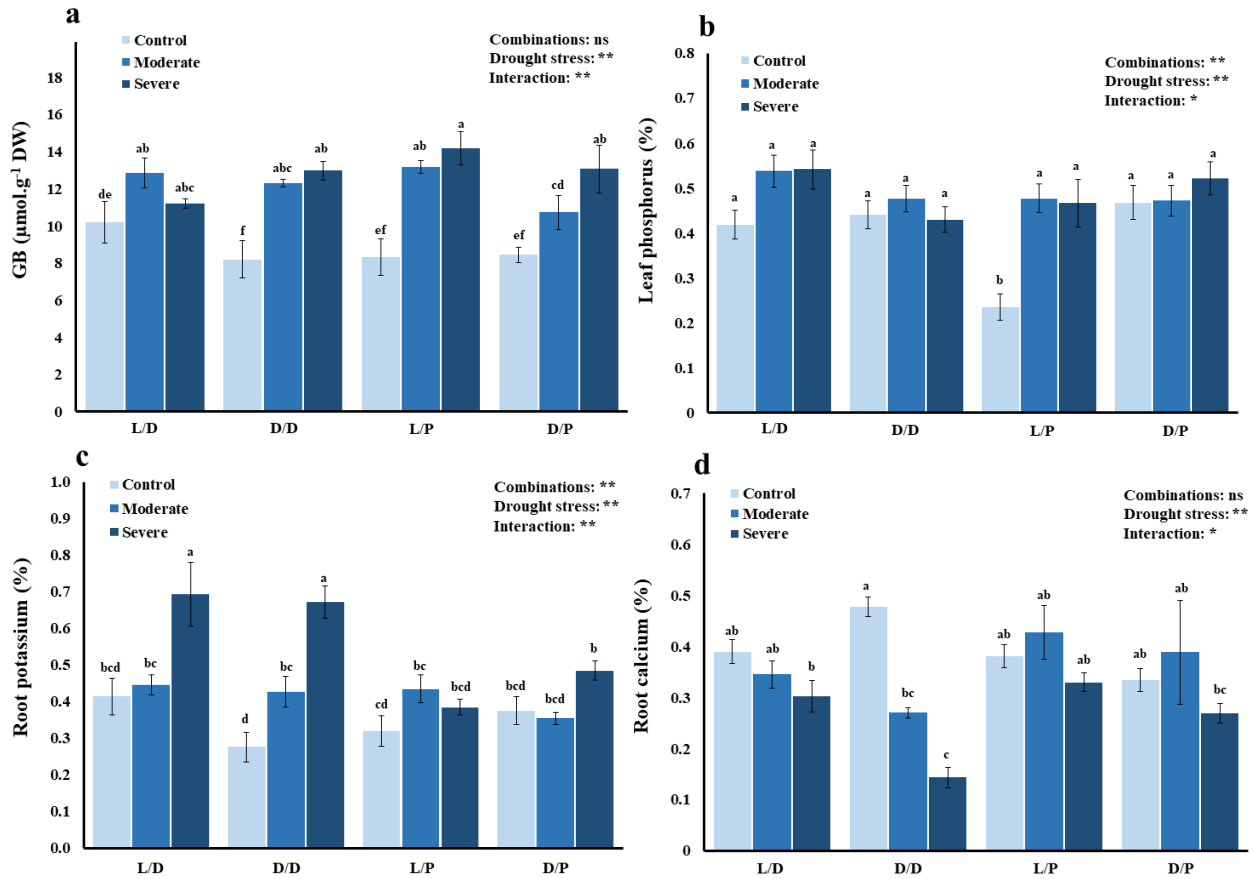 a
Control
Moderate
Severe
Combinations: ns
Drought stress: **
Interaction: **
GB (µmol.g⁻¹ DW)
18
16
14
12
10
8
6
4
2
0
de
ab
abc
f
abc
ab
ef
ab
a
ef
cd
ab
L/D
D/D
L/P
D/P
b
Control
Moderate
Severe
Combinations: **
Drought stress: **
Interaction: *
Leaf phosphorus (%)
0.8
0.7
0.6
0.5
0.4
0.3
0.2
0.1
0
a
a
a
a
a
a
b
a
a
a
a
a
L/D
D/D
L/P
D/P
c
Control
Moderate
Severe
Combinations: **
Drought stress: **
Interaction: **
Root potassium (%)
1.0
0.9
0.8
0.7
0.6
0.5
0.4
0.3
0.2
0.1
0.0
bcd
bc
a
d
bc
a
cd
bc
bcd
bcd
bcd
b
L/D
D/D
L/P
D/P
d
Control
Moderate
Severe
Combinations: ns
Drought stress: **
Interaction: *
Root calcium (%)
0.7
0.6
0.5
0.4
0.3
0.2
0.1
0
ab
ab
b
a
bc
c
ab
ab
ab
ab
ab
bc
L/D
D/D
L/P
D/P